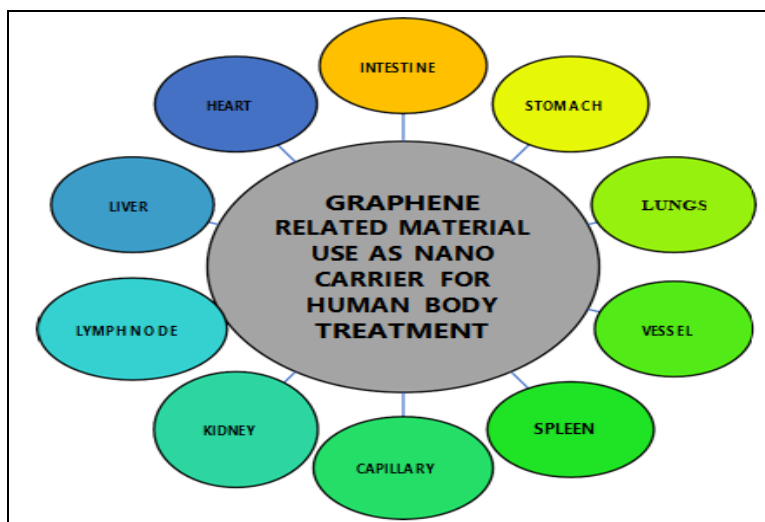 INTESTINE
HEART
STOMACH
LIVER
LUNGS
GRAPHENE
RELATED MATERIAL
USE AS NANO
CARRIER FOR
HUMAN BODY
TREATMENT
LYMPH NODE
VESSEL
KIDNEY
SPLEEN
CAPILLARY